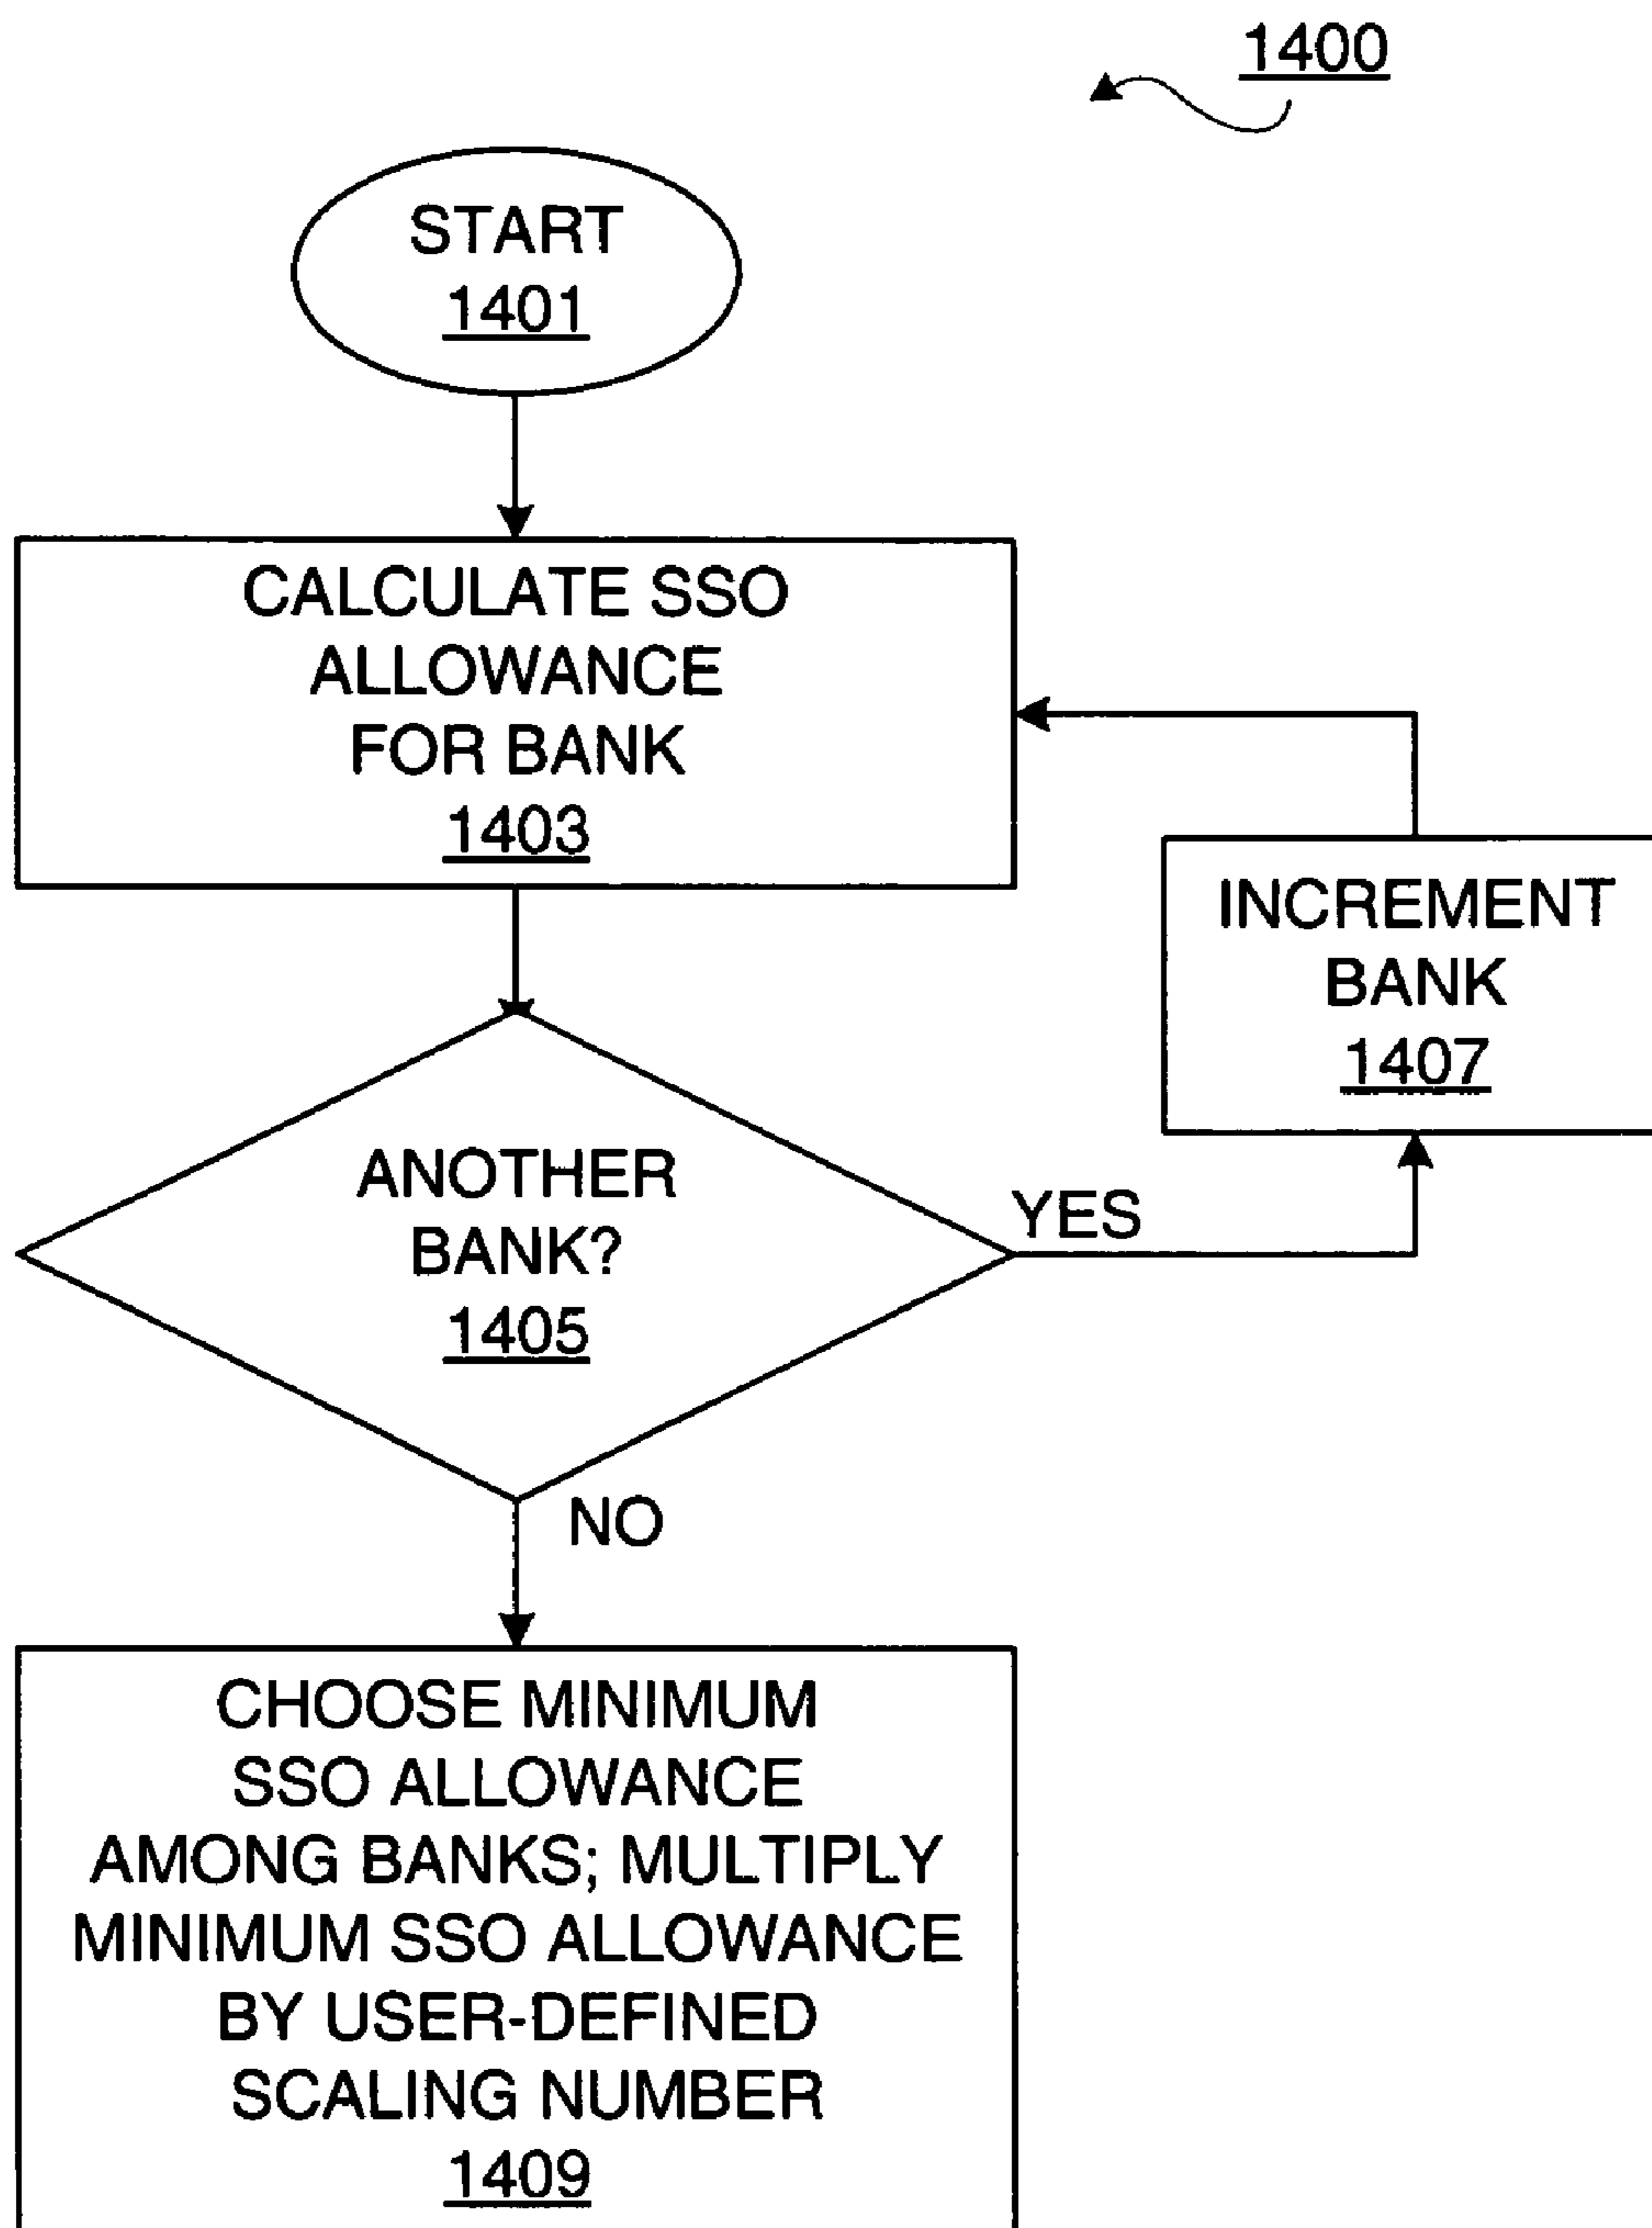 1400
START
1401
CALCULATE SSO
ALLOWANCE
FOR BANK
1403
INCREMENT
BANK
1407
ANOTHER
BANK?
1405
YES
NO
CHOOSE MINIMUM
SSO ALLOWANCE
AMONG BANKS; MULTIPLY
MINIMUM SSO ALLOWANCE
BY USER-DEFINED
SCALING NUMBER
1409